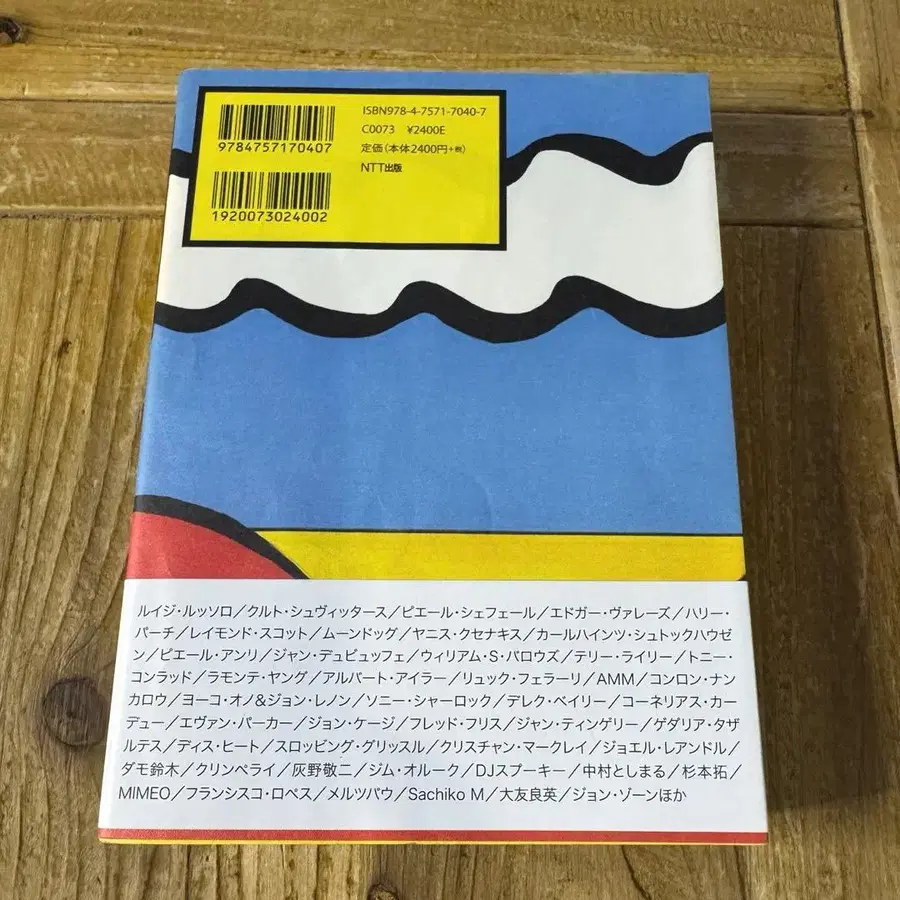 9784757170407
1920073024002
ISBN978-4-7571-7040-7
C0073 ¥2400E
定価(本体2400円+税)
NTT出版
ルイジ・ルッソロ/クルト・シュヴィッタース/ピエール・シェフェール/エドガー・ヴァレーズ/ハリー・
パーチ/レイモンド・スコット/ムーンドッグ/ヤニス・クセナキス/カールハインツ・シュトックハウゼ
ン/ピエール・アンリ/ジャン・デュビュッフェ/ウィリアム・S・バロウズ/テリー・ライリー/トニー・
コンラッド/ラモンテ・ヤング/アルバート・アイラー/リュック・フェラーリ/AMM/コンロン・ナン
カロウ/ヨーコ・オノ&ジョン・レノン/ソニー・シャーロック/デレク・ベイリー/コーネリアス・カー
デュー/エヴァン・パーカー/ジョン・ケージ/フレッド・フリス/ジャン・ティンゲリー/ゲダリア・タザ
ルテス/ディス・ヒート/スロッビング・グリッスル/クリスチャン・マークレイ/ジョエル・レアンドル/
ダモ鈴木/クリンペライ/灰野敬二/ジム・オルーク/DJスプーキー/中村としまる/杉本拓/
MIMEO/フランシスコ・ロペス/メルツバウ/Sachiko M/大友良英/ジョン・ゾーンほか